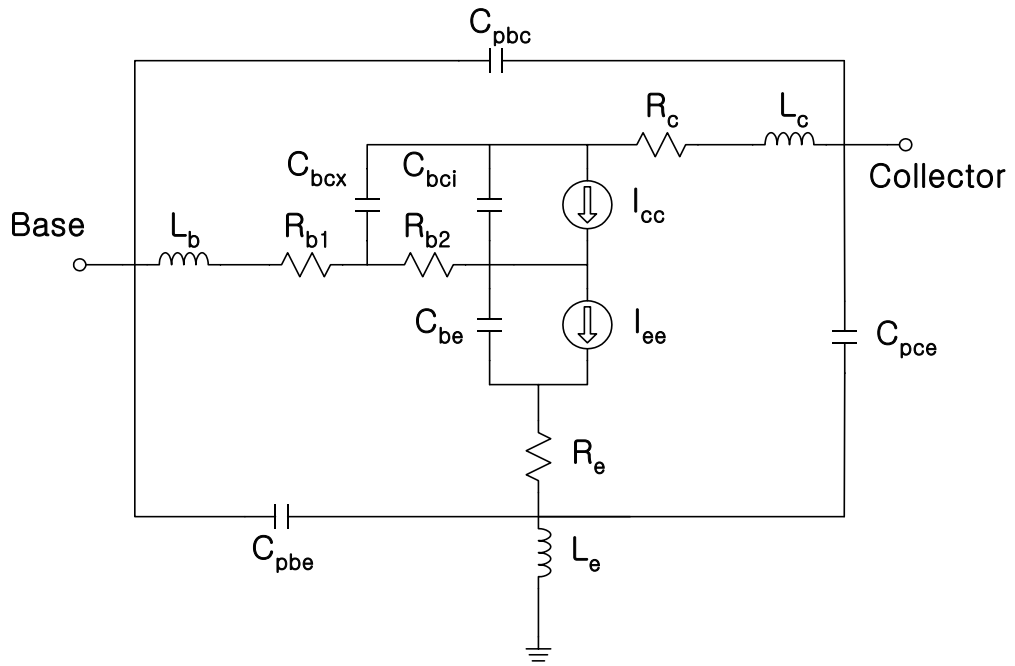 C_pbc
R_c
L_c
C_bcx
C_bci
I_cc
Collector
Base
L_b
R_b1
R_b2
C_be
I_ee
C_pce
R_e
C_pbe
L_e